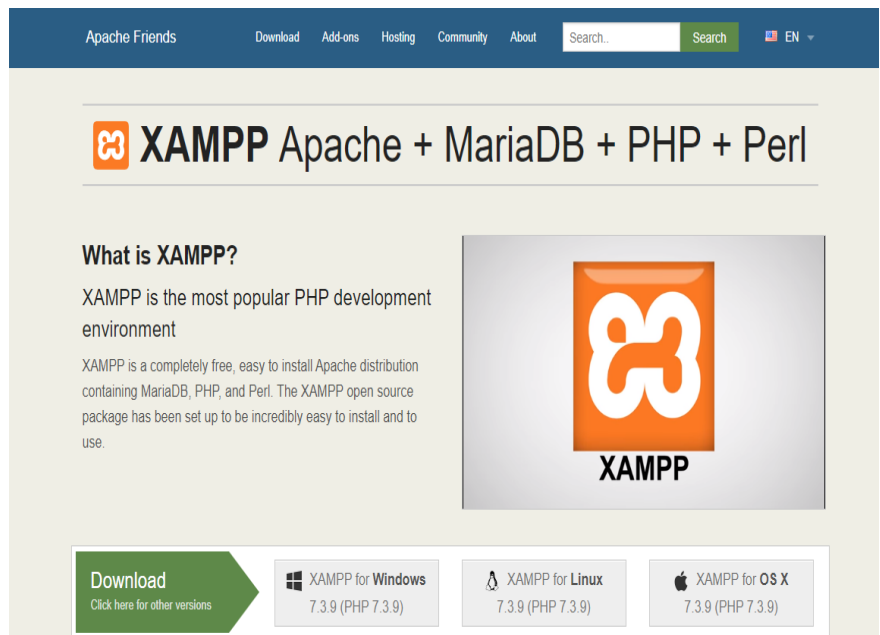 Apache Friends Download Add-ons Hosting Community About Search.. Search EN
XAMPP Apache + MariaDB + PHP + Perl
What is XAMPP?
XAMPP is the most popular PHP development
environment
XAMPP is a completely free, easy to install Apache distribution
containing MariaDB, PHP, and Perl. The XAMPP open source
package has been set up to be incredibly easy to install and to
use.
XAMPP
Download
Click here for other versions
XAMPP for Windows
7.3.9 (PHP 7.3.9)
XAMPP for Linux
7.3.9 (PHP 7.3.9)
XAMPP for OS X
7.3.9 (PHP 7.3.9)